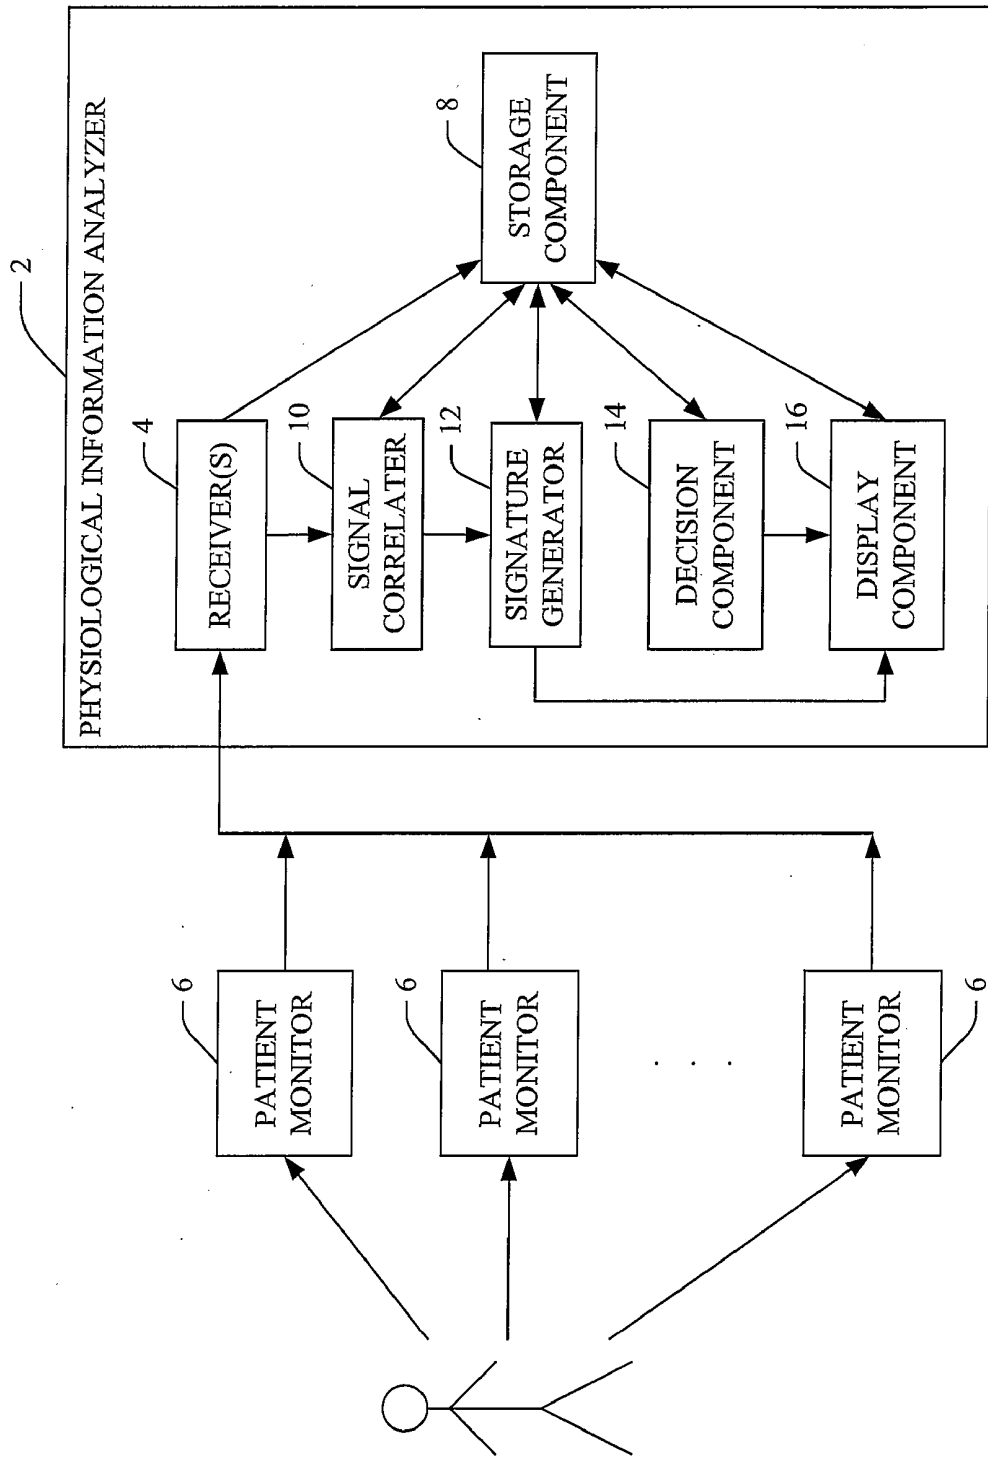 2
PHYSIOLOGICAL INFORMATION ANALYZER
4
RECEIVER(S)
10
SIGNAL
CORRELATER
12
SIGNATURE
GENERATOR
14
DECISION
COMPONENT
16
DISPLAY
COMPONENT
8
STORAGE
COMPONENT
6
PATIENT
MONITOR
6
PATIENT
MONITOR
. . .
6
PATIENT
MONITOR